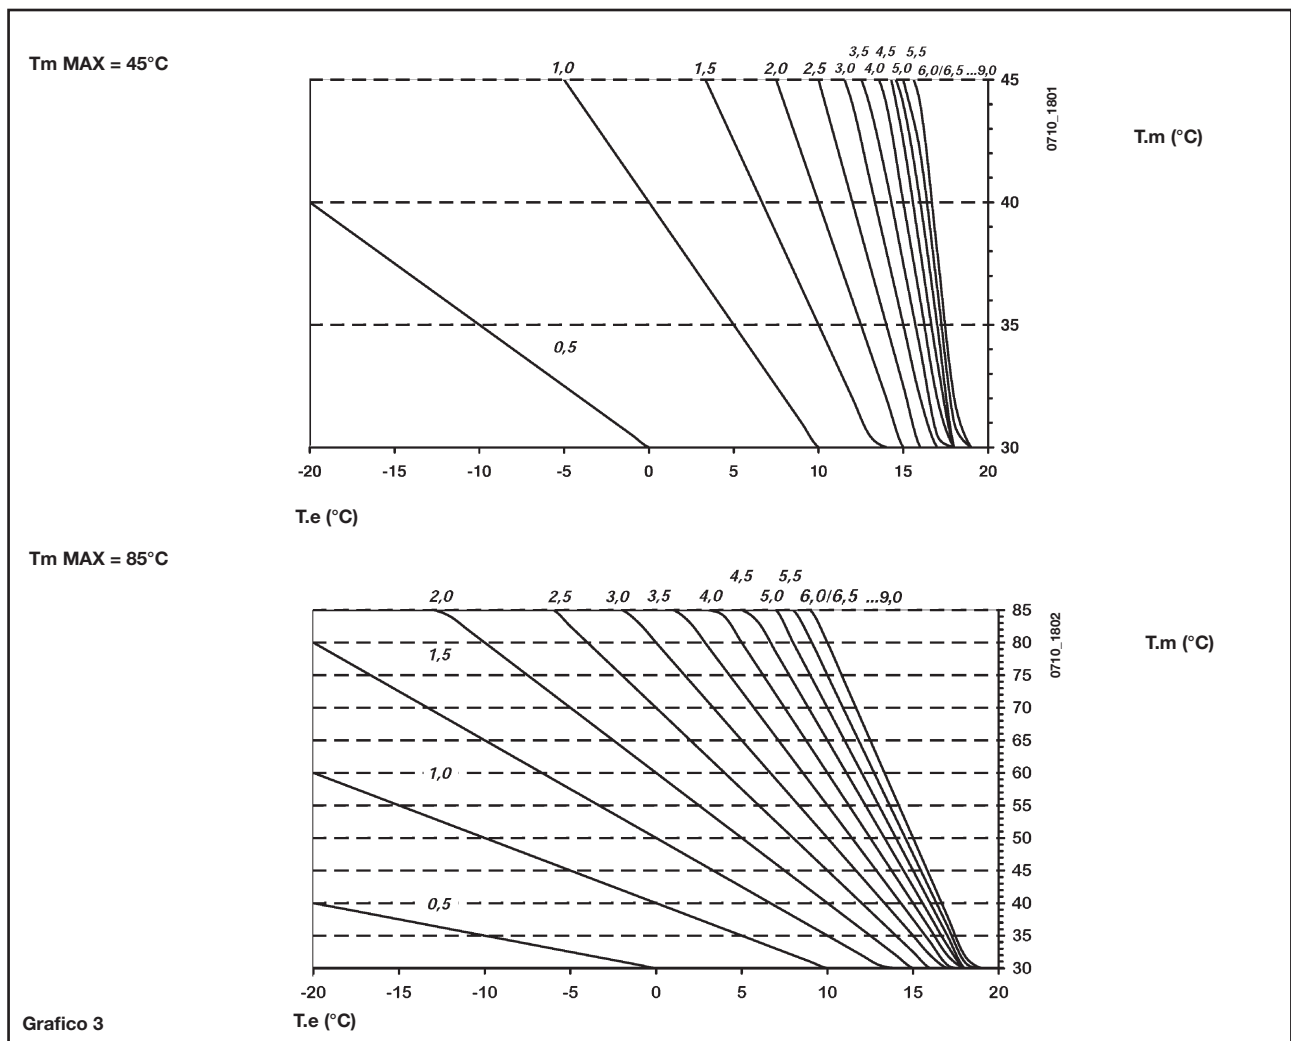 Tm MAX = 45°C
3,5 4,5 5,5
1,0 1,5 2,0 2,5 3,0 4,0 5,0 6,0/6,5 ...9,0
45
0710_1801
T.m (°C)
40
35
0,5
30
-20 -15 -10 -5 0 5 10 15 20
T.e (°C)
Tm MAX = 85°C
4,5 5,5
2,0 2,5 3,0 3,5 4,0 5,0 6,0/6,5 ...9,0
85
0710_1802
T.m (°C)
80
1,5
75
70
65
60
1,0
55
50
45
40
0,5
35
30
-20 -15 -10 -5 0 5 10 15 20
T.e (°C)
Grafico 3